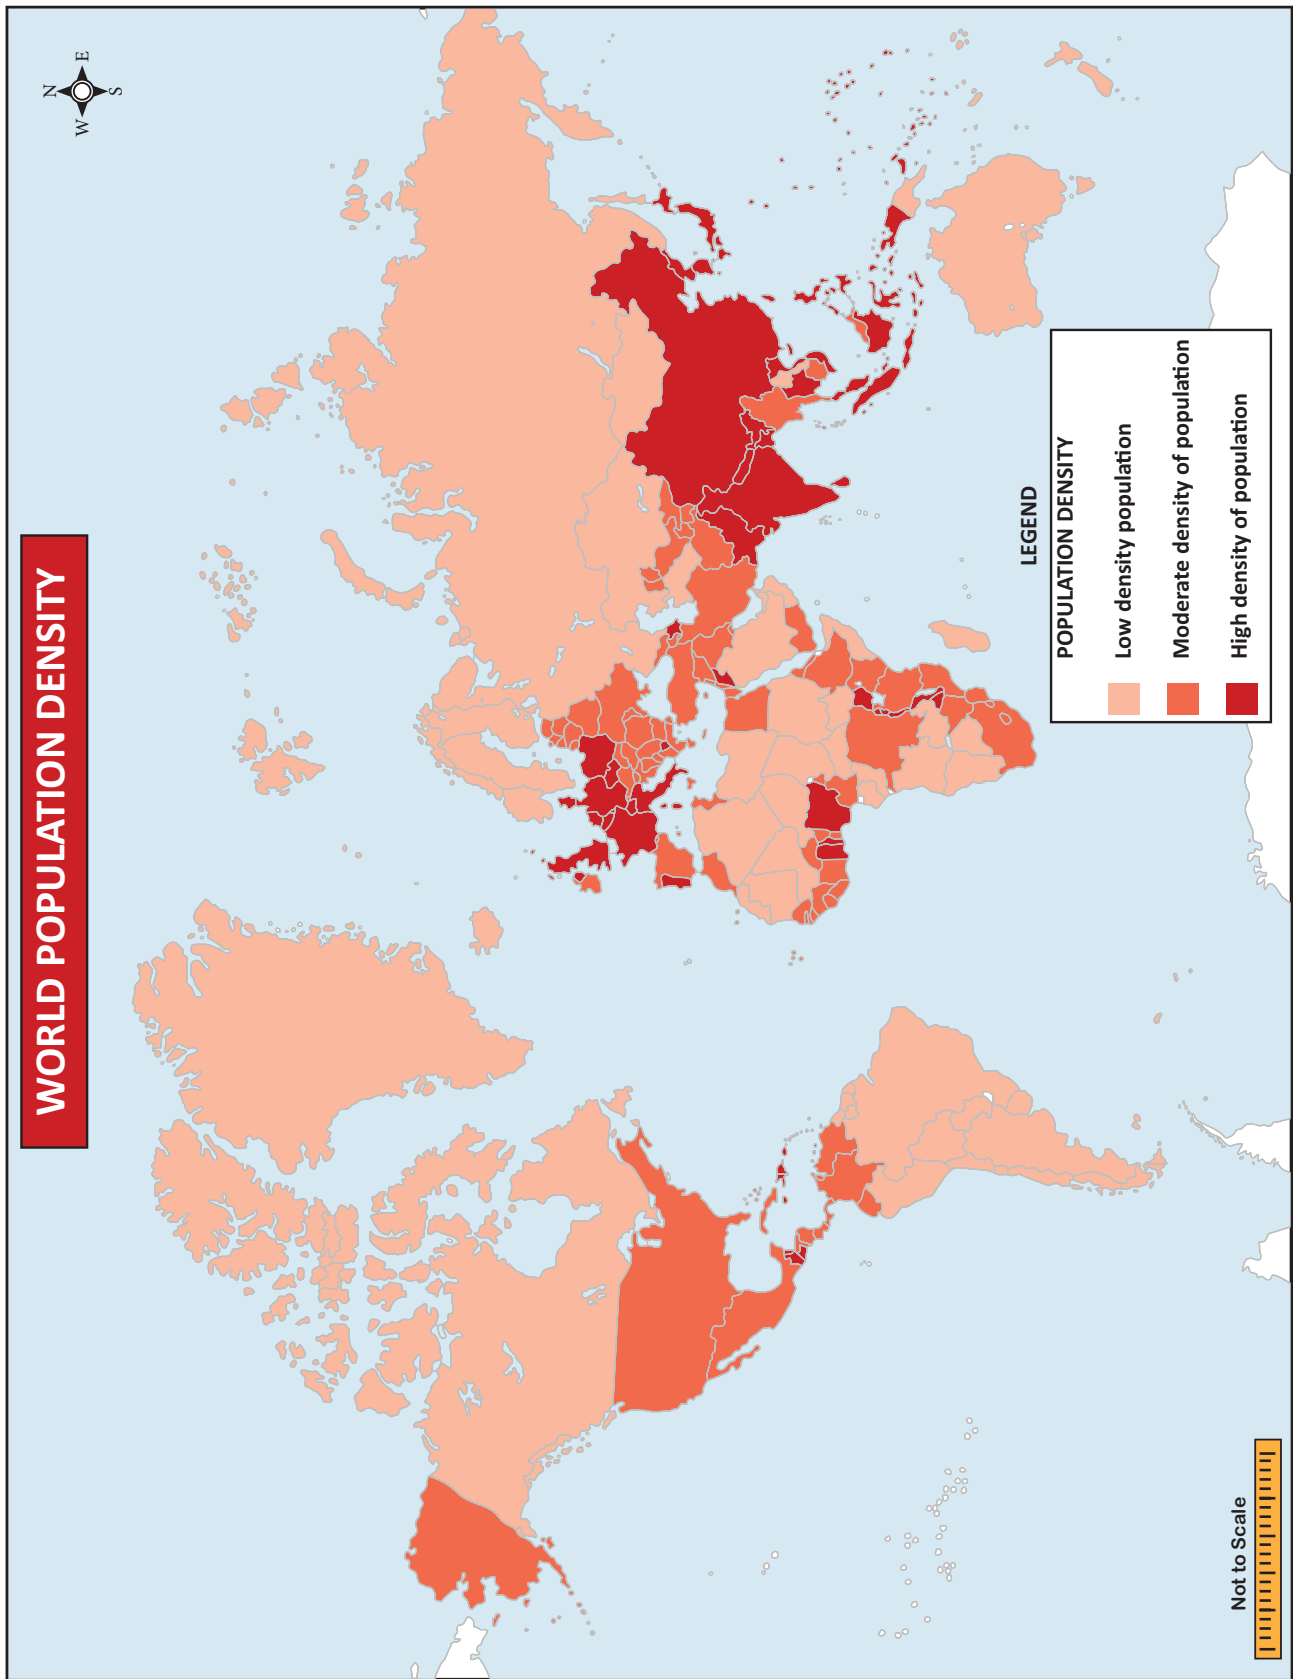 WORLD POPULATION DENSITY
N
W
E
S
LEGEND
POPULATION DENSITY
Low density population
Moderate density of population
High density of population
Not to Scale